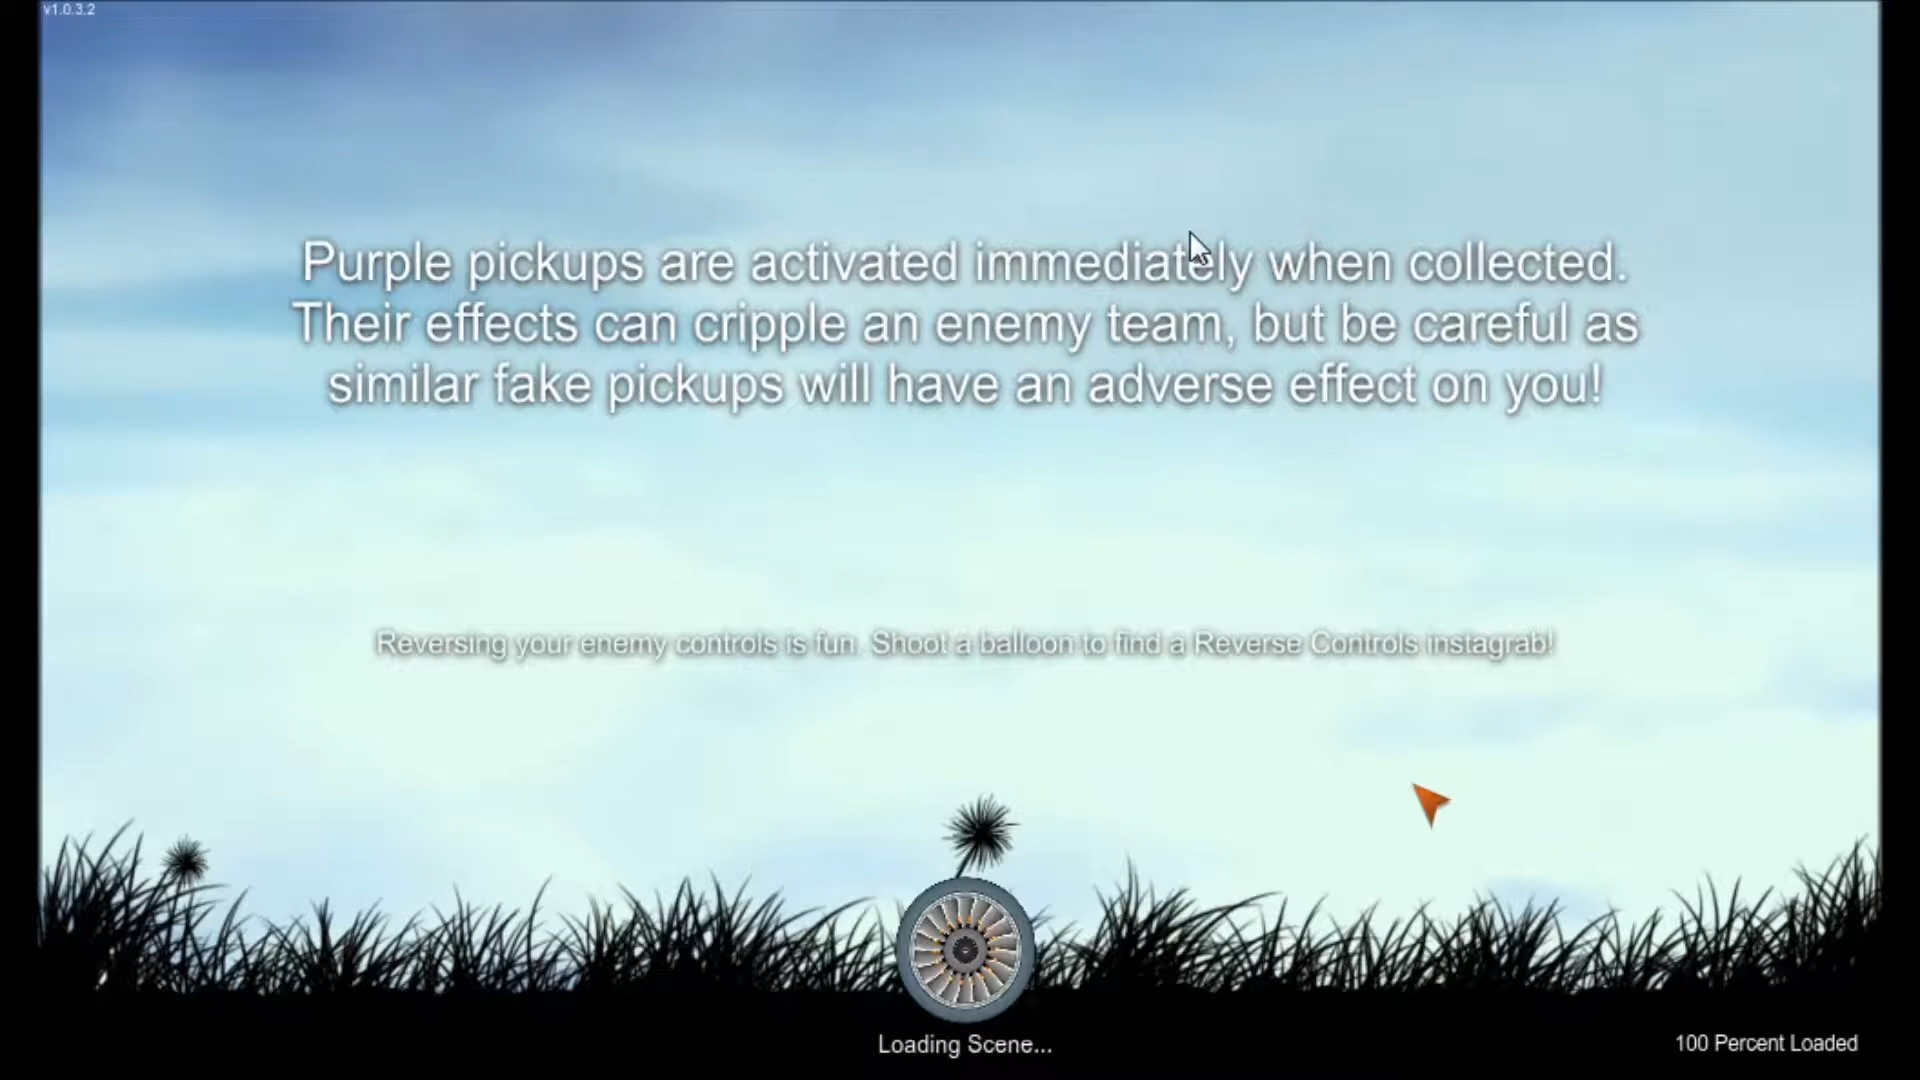 v1.0.3.2
Purple pickups are activated immediately when collected.
Their effects can cripple an enemy team, but be careful as
similar fake pickups will have an adverse effect on you!
Reversing your enemy controls is fun. Shoot a balloon to find a Reverse Controls instagrab!
Loading Scene...
100 Percent Loaded